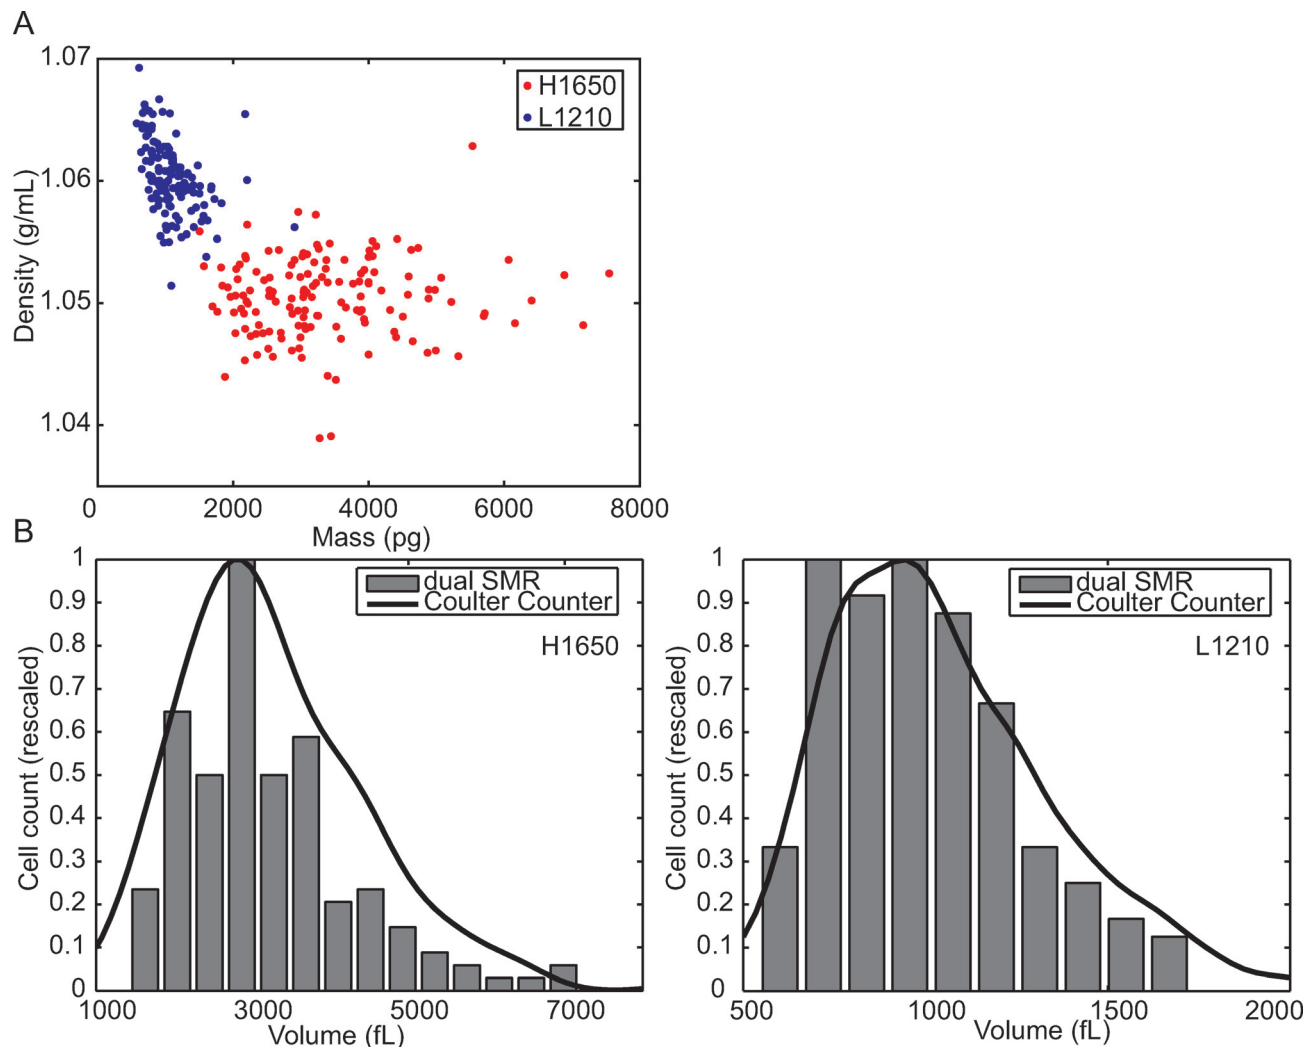 A
1.07
1.06
1.05
1.04
Density (g/mL)
H1650
L1210
0
2000
4000
6000
8000
Mass (pg)
B
1
0.9
0.8
0.7
0.6
0.5
0.4
0.3
0.2
0.1
0
Cell count (rescaled)
dual SMR
Coulter Counter
H1650
1000
3000
5000
7000
Volume (fL)
1
0.9
0.8
0.7
0.6
0.5
0.4
0.3
0.2
0.1
0
Cell count (rescaled)
dual SMR
Coulter Counter
L1210
500
1000
1500
2000
Volume (fL)